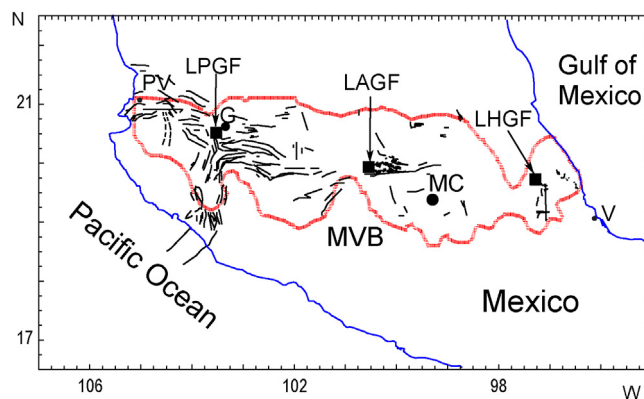 N
LPGF
PV
LAGF
Gulf of
Mexico
21
G
LHGF
MC
V
MVB
Pacific Ocean
Mexico
17
106
102
98
W